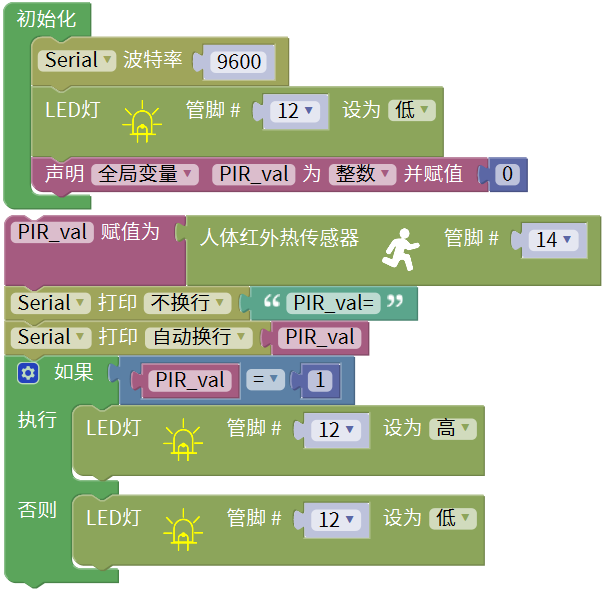 初始化
Serial 波特率 9600
LED灯 管脚 # 12 设为 低
声明 全局变量 PIR_val 为 整数 并赋值 0
PIR_val 赋值为 人体红外热传感器 管脚 # 14
Serial 打印 不换行 “ PIR_val= ”
Serial 打印 自动换行 PIR_val
如果 PIR_val = 1
执行 LED灯 管脚 # 12 设为 高
否则 LED灯 管脚 # 12 设为 低